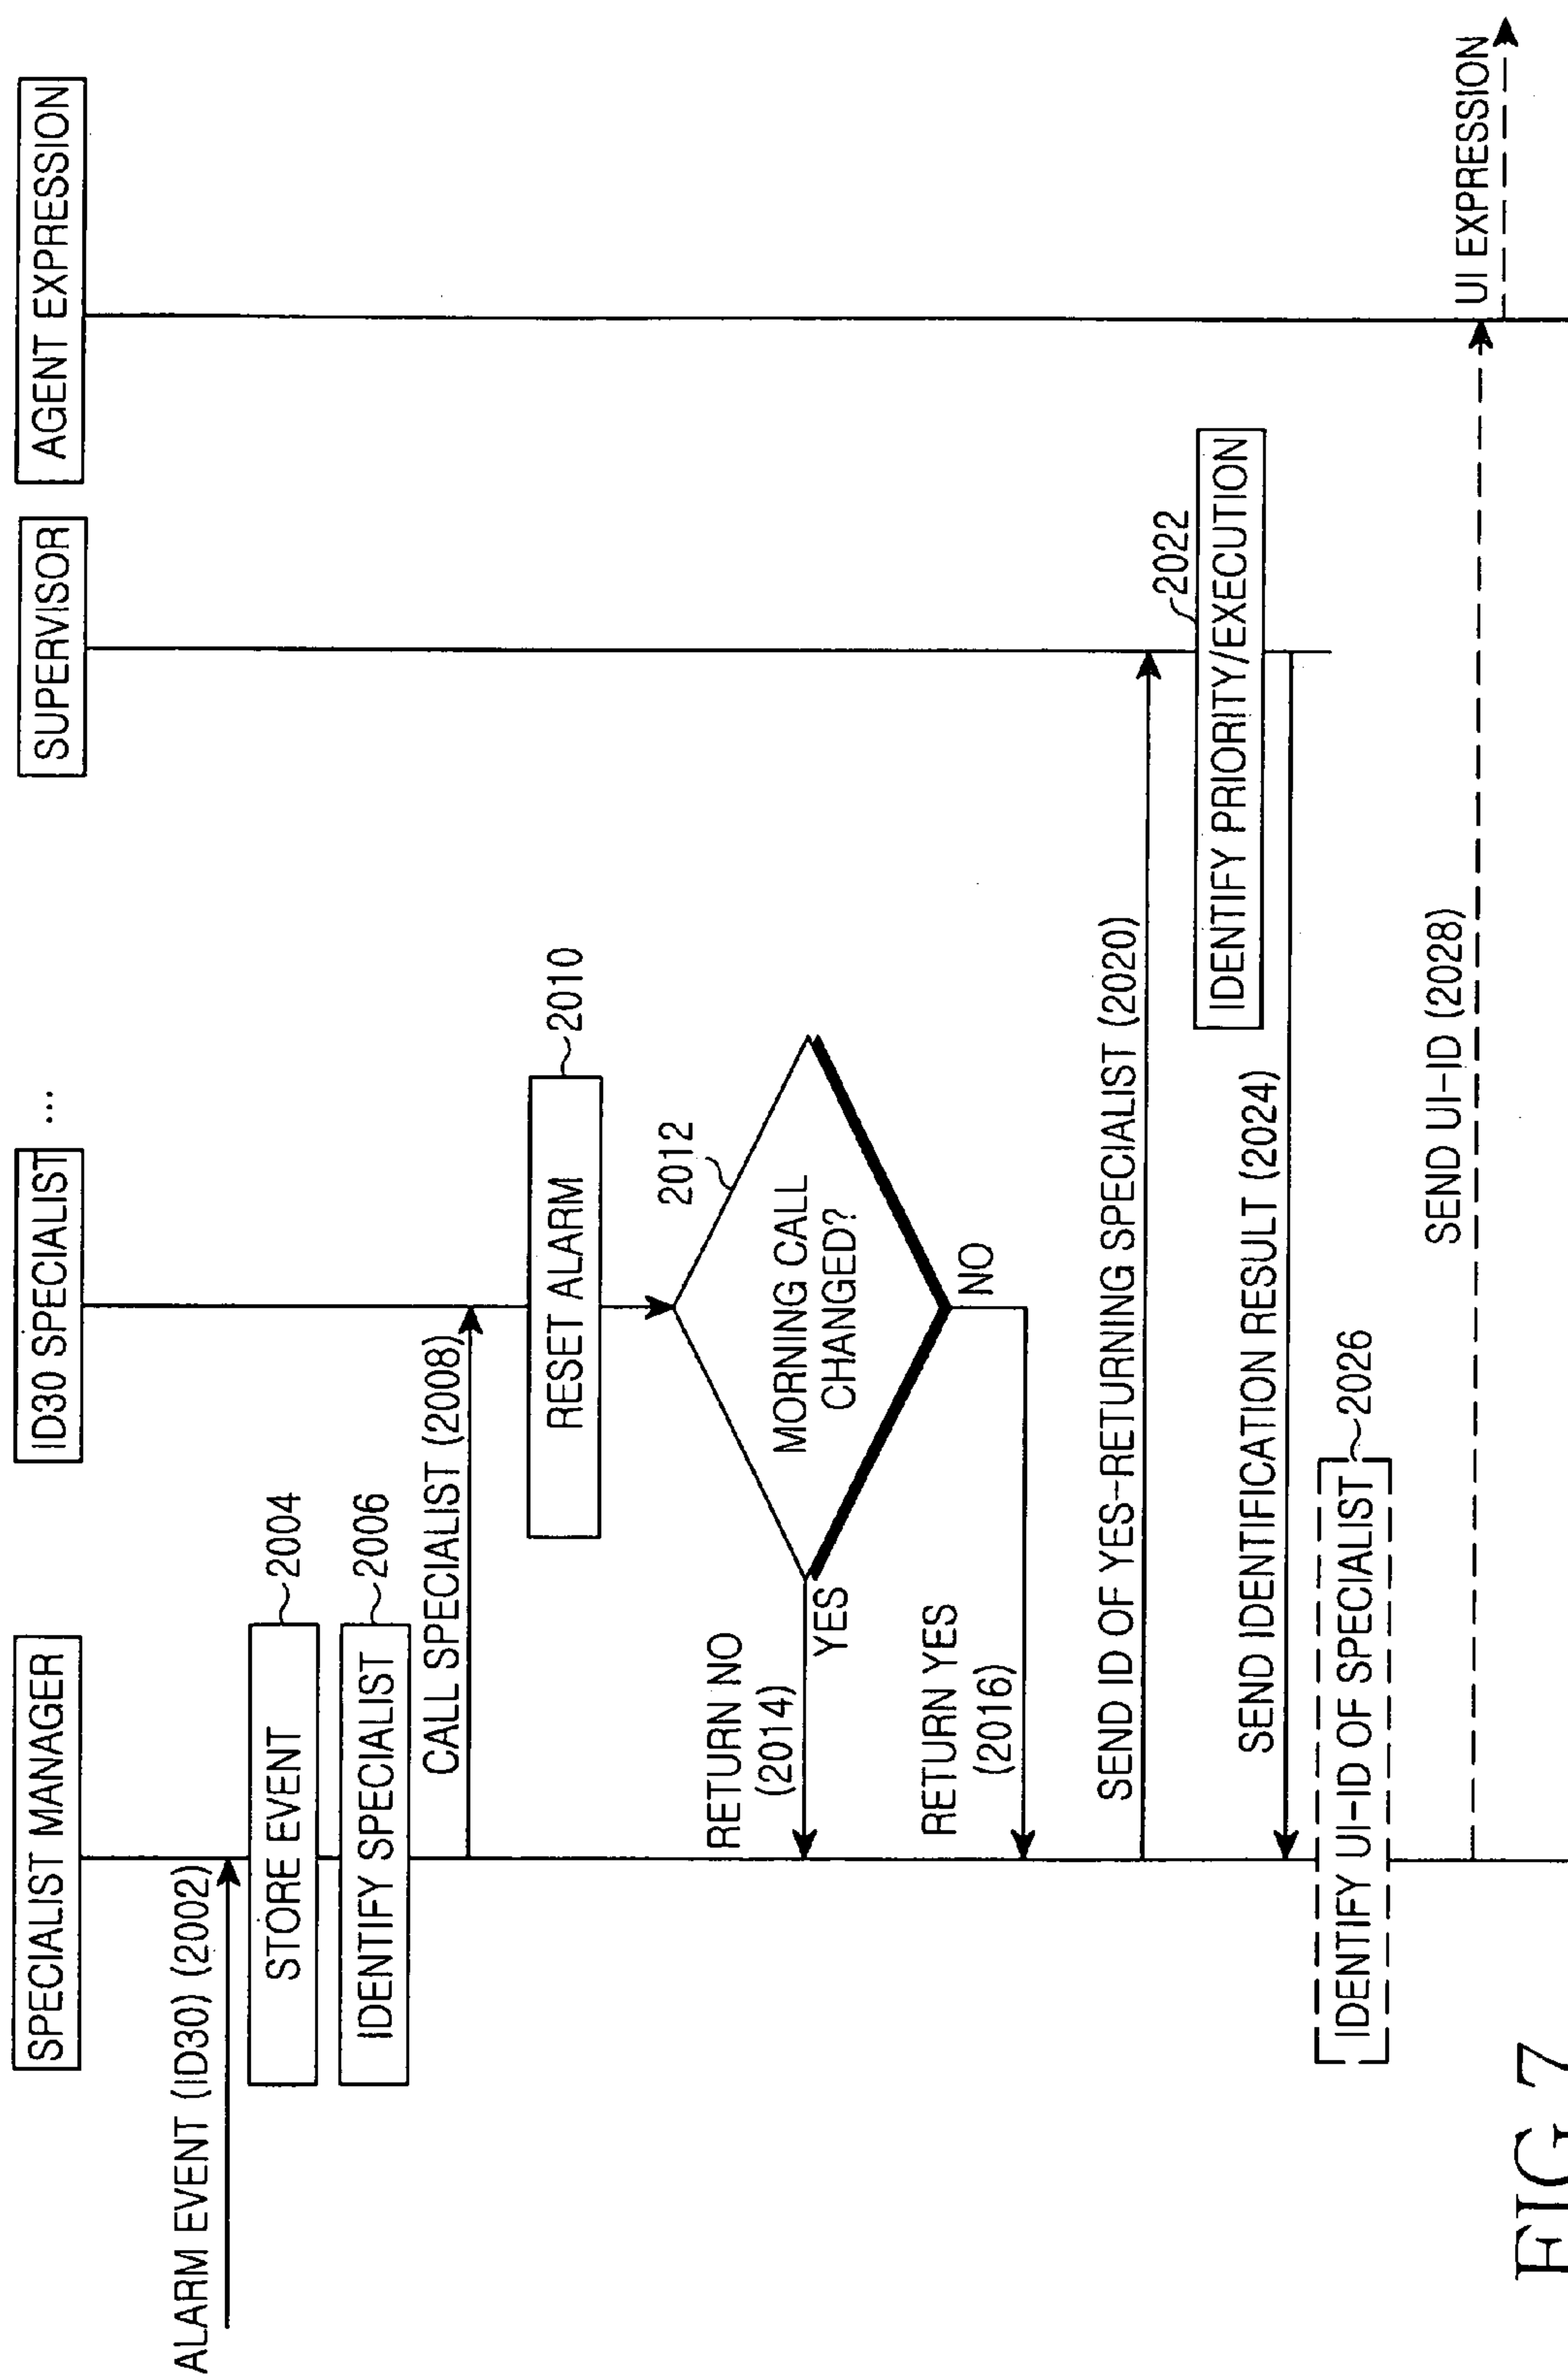 SPECIALIST MANAGER
ID30 SPECIALIST ...
SUPERVISOR
AGENT EXPRESSION
ALARM EVENT (ID30) (2002)
STORE EVENT
2004
IDENTIFY SPECIALIST
2006
CALL SPECIALIST (2008)
RESET ALARM
2010
2012
MORNING CALL
CHANGED?
RETURN NO
(2014)
YES
NO
RETURN YES
(2016)
SEND ID OF YES-RETURNING SPECIALIST (2020)
2022
IDENTIFY PRIORITY/EXECUTION
SEND IDENTIFICATION RESULT (2024)
IDENTIFY UI-ID OF SPECIALIST
2026
SEND UI-ID (2028)
UI EXPRESSION
FIG.7